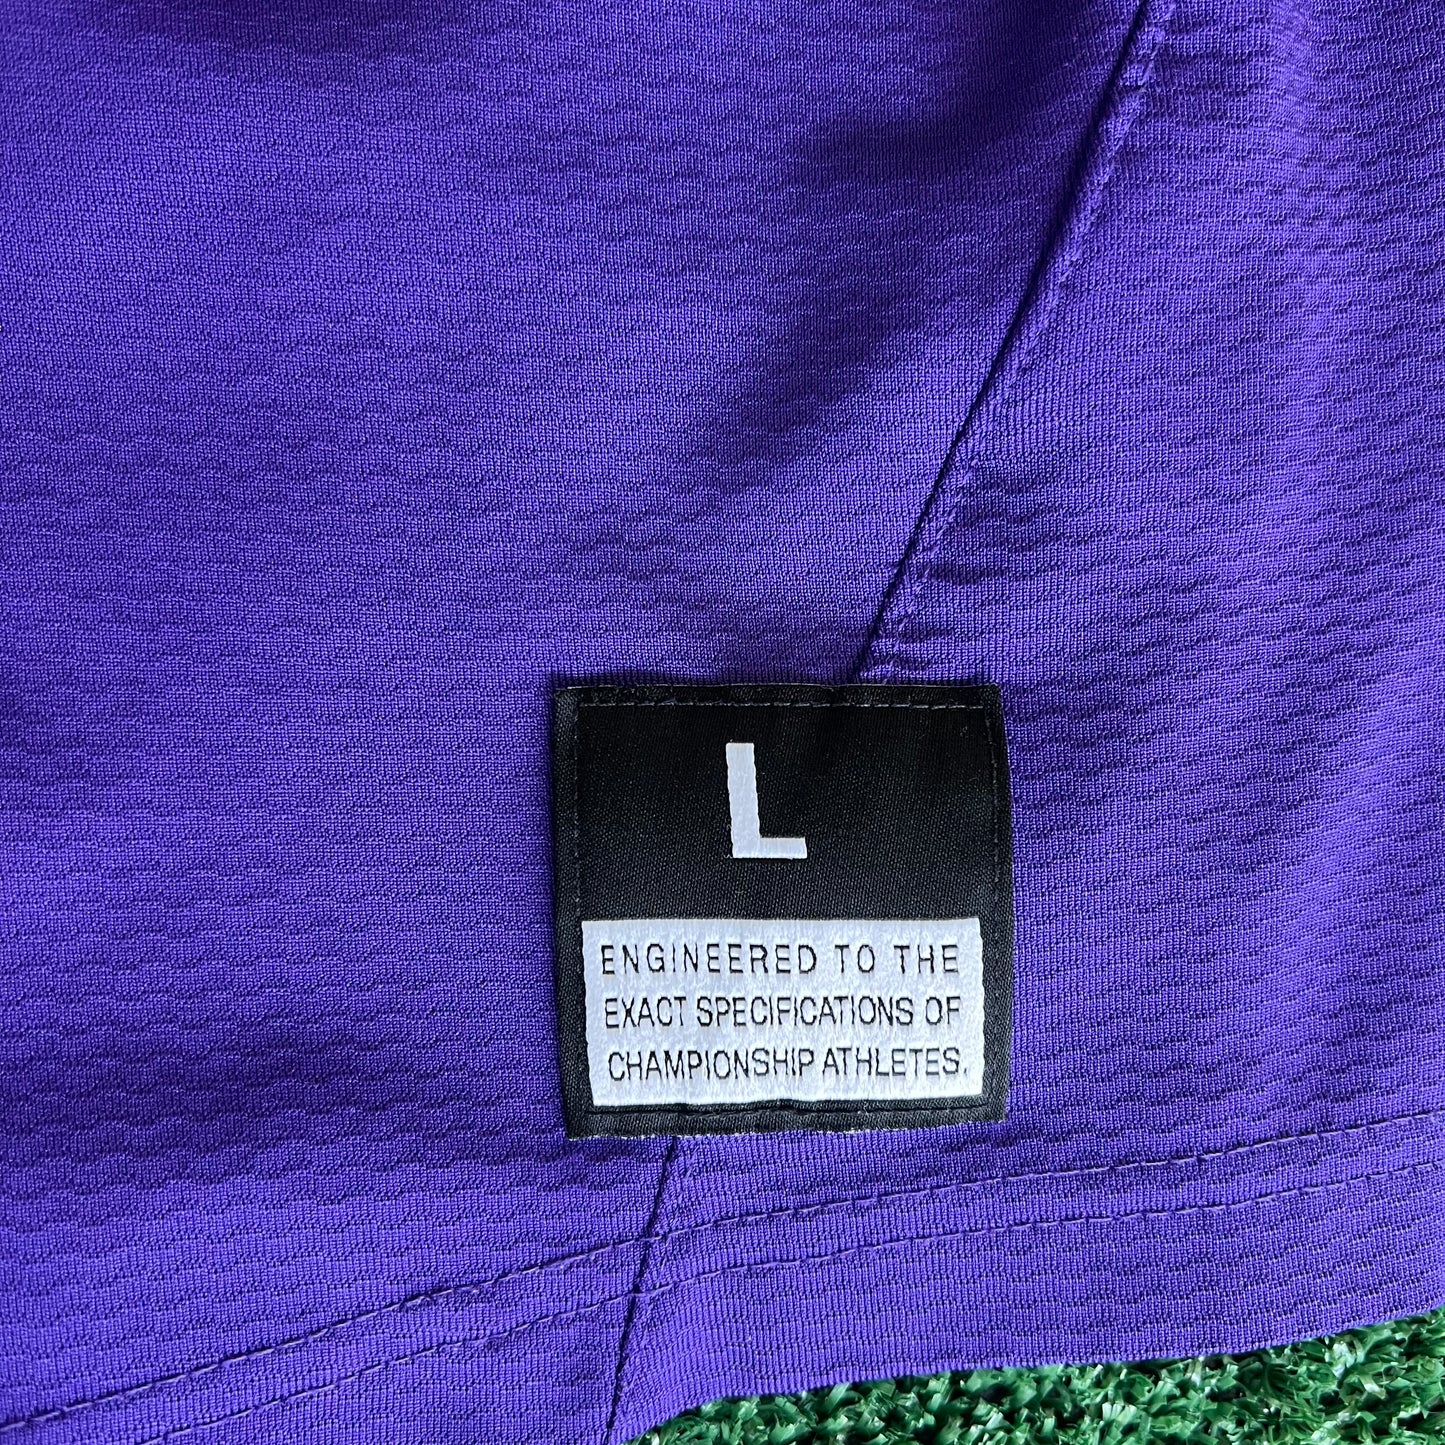 L
ENGINEERED TO THE
EXACT SPECIFICATIONS OF
CHAMPIONSHIP ATHLETES.